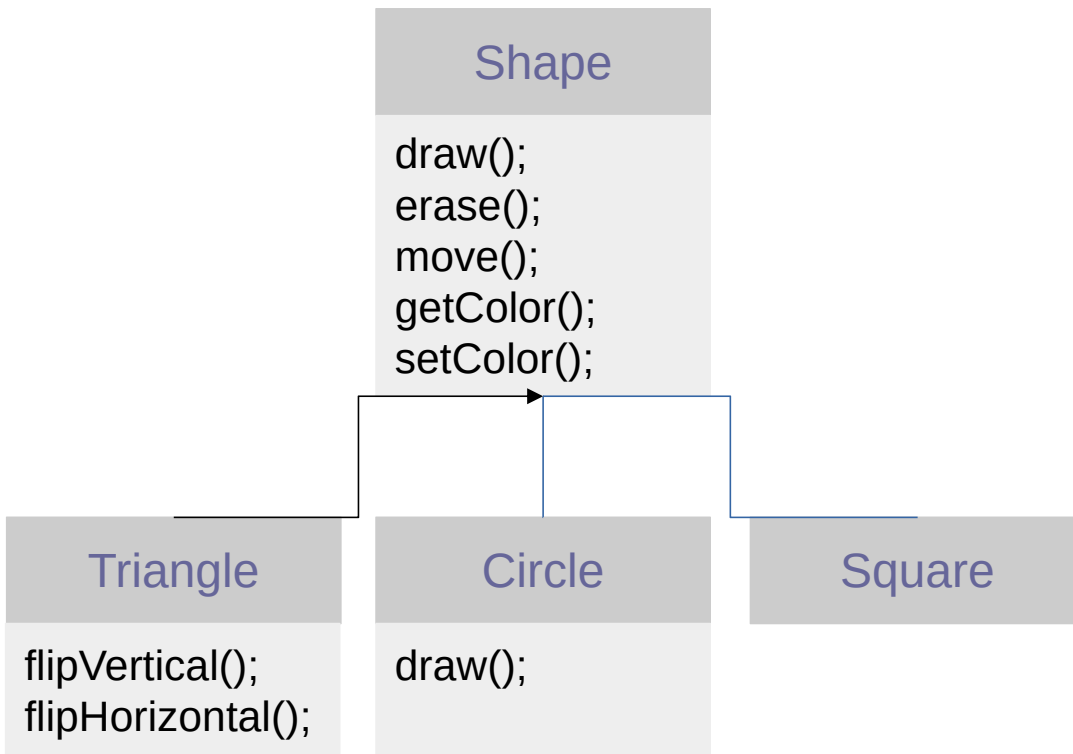 Shape
draw();
erase();
move();
getColor();
setColor();
Triangle
flipVertical();
flipHorizontal();
Circle
draw();
Square